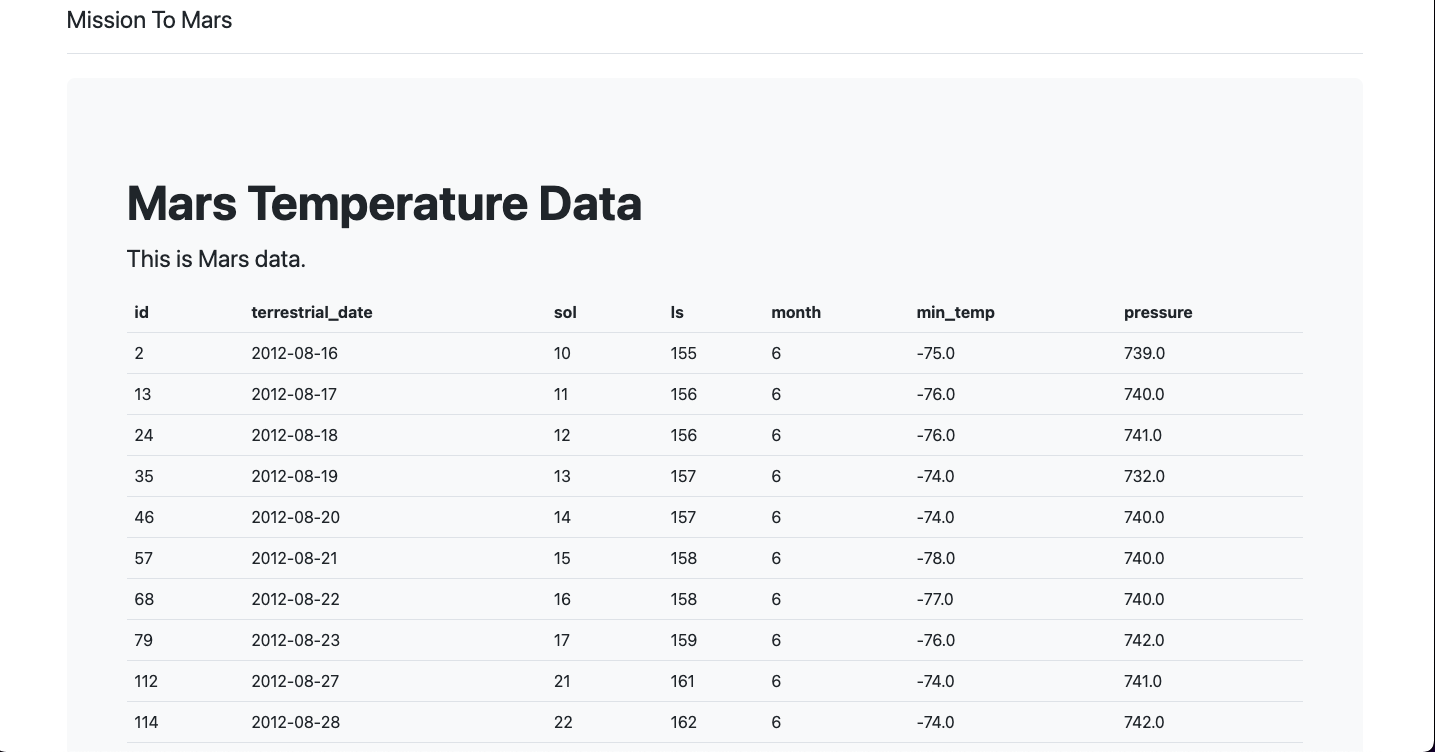 Mission To Mars
Mars Temperature Data
This is Mars data.
id terrestrial_date sol ls month min_temp pressure
2 2012-08-16 10 155 6 -75.0 739.0
13 2012-08-17 11 156 6 -76.0 740.0
24 2012-08-18 12 156 6 -76.0 741.0
35 2012-08-19 13 157 6 -74.0 732.0
46 2012-08-20 14 157 6 -74.0 740.0
57 2012-08-21 15 158 6 -78.0 740.0
68 2012-08-22 16 158 6 -77.0 740.0
79 2012-08-23 17 159 6 -76.0 742.0
112 2012-08-27 21 161 6 -74.0 741.0
114 2012-08-28 22 162 6 -74.0 742.0